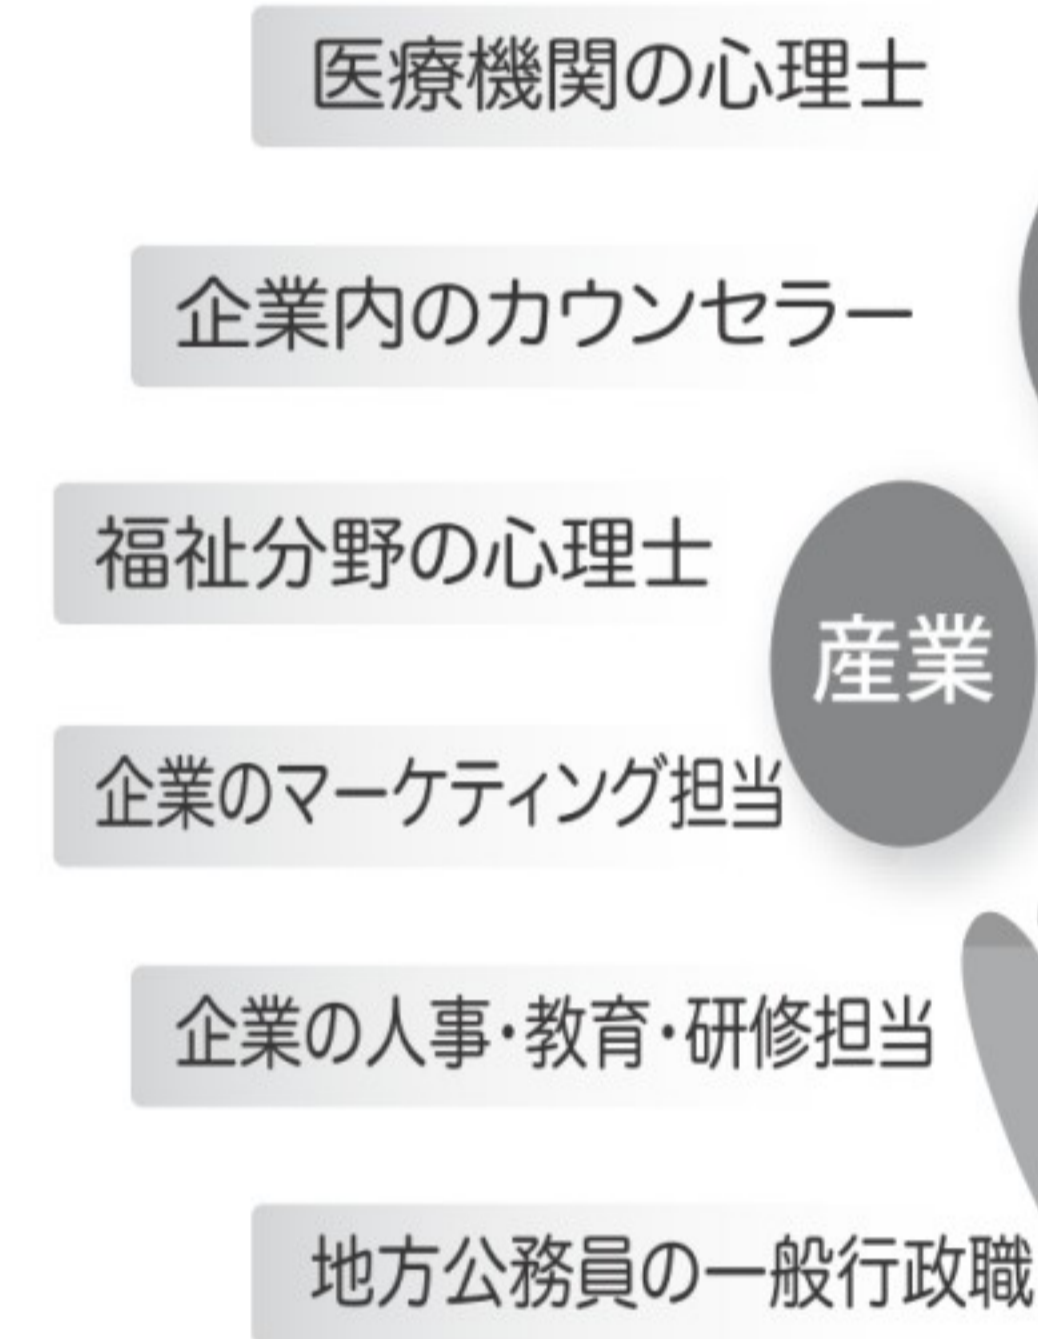 医療機関の心理士
企業内のカウンセラー
福祉分野の心理士
産業
企業のマーケティング担当
企業の人事・教育・研修担当
地方公務員の一般行政職